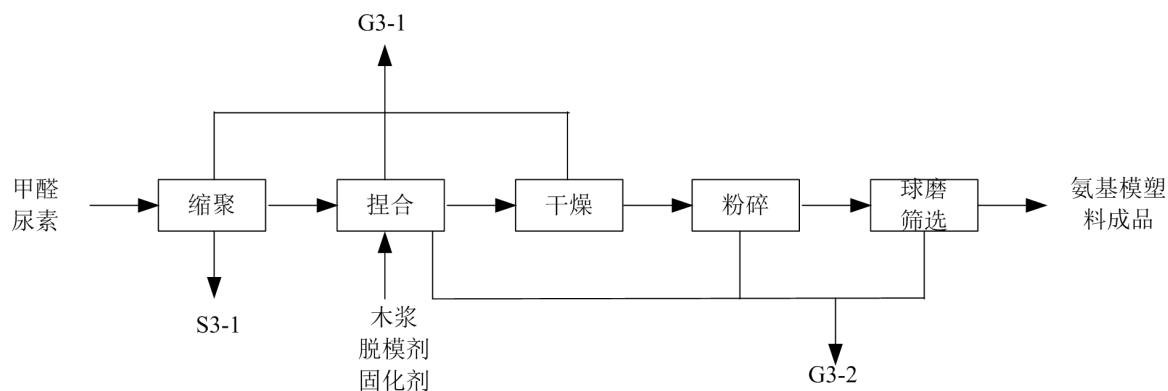 G3-1
甲醛
尿素
缩聚
捏合
干燥
粉碎
球磨
筛选
氨基模塑
料成品
S3-1
木浆
脱模剂
固化剂
G3-2